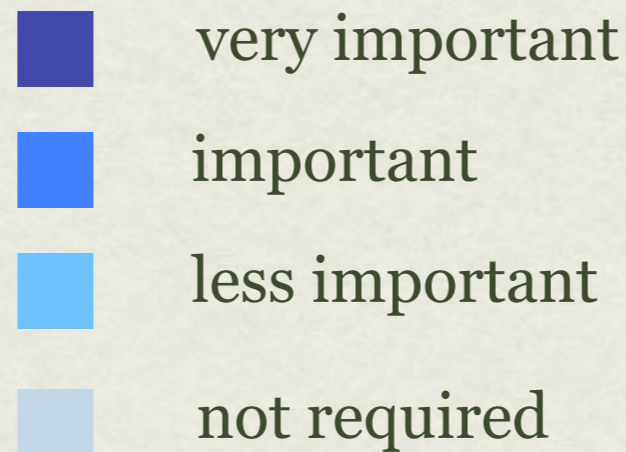 very important
important
less important
not required